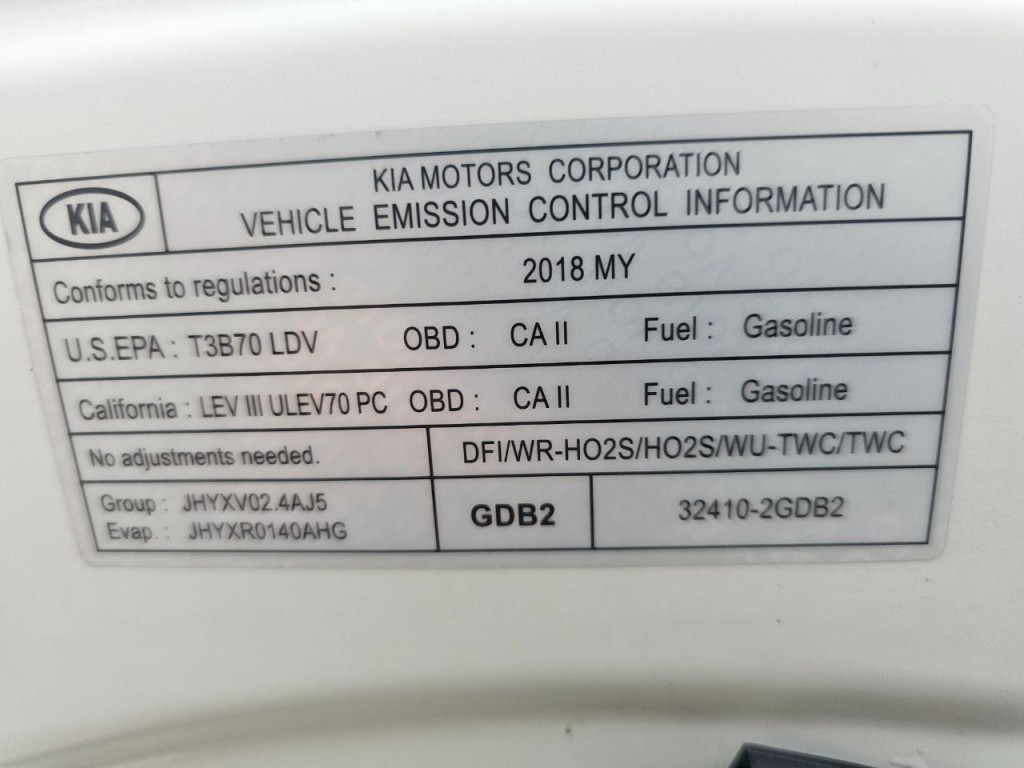 KIA
KIA MOTORS CORPORATION
VEHICLE EMISSION CONTROL INFORMATION
Conforms to regulations : 2018 MY
U.S.EPA : T3B70 LDV OBD : CA II Fuel : Gasoline
California : LEV III ULEV70 PC OBD : CA II Fuel : Gasoline
No adjustments needed. DFI/WR-HO2S/HO2S/WU-TWC/TWC
Group : JHYXV02.4AJ5
Evap. : JHYXR0140AHG
GDB2
32410-2GDB2